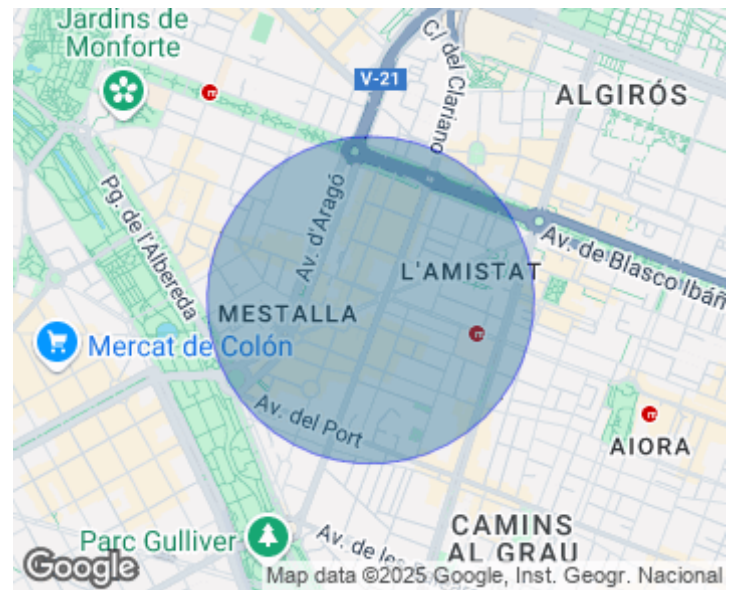 Jardins de
Monforte
V-21
C/ del Clariano
ALGIRÓS
Pg. de l'Albereda
Av. d'Aragó
Av. de Blasco Ibáñ
L'AMISTAT
MESTALLA
Mercat de Colón
Av. del Port
AIORA
Parc Gulliver
CAMINS
AL GRAU
Av. de les
Google
Map data ©2025 Google, Inst. Geogr. Nacional